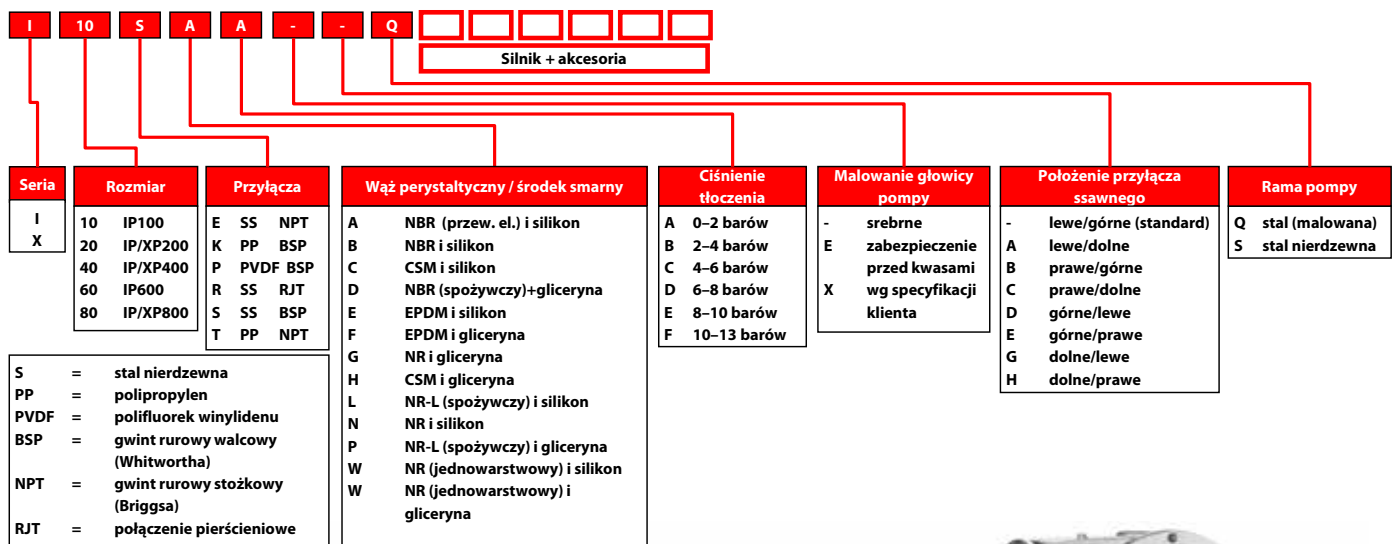 I 10 S A A - - Q
Silnik + akcesoria
Seria
I
X
Rozmiar
10 IP100
20 IP/XP200
40 IP/XP400
60 IP600
80 IP/XP800
Przyłącza
E SS NPT
K PP BSP
P PVDF BSP
R SS RJT
S SS BSP
T PP NPT
Wąż perystaltyczny / środek smarny
A NBR (przew. el.) i silikon
B NBR i silikon
C CSM i silikon
D NBR (spożywczy)+gliceryna
E EPDM i silikon
F EPDM i gliceryna
G NR i gliceryna
H CSM i gliceryna
L NR-L (spożywczy) i silikon
N NR i silikon
P NR-L (spożywczy) i gliceryna
W NR (jednowarstwowy) i silikon
W NR (jednowarstwowy) i
gliceryna
Ciśnienie
tłoczenia
A 0–2 barów
B 2–4 barów
C 4–6 barów
D 6–8 barów
E 8–10 barów
F 10–13 barów
Malowanie głowicy
pompy
- srebrne
E zabezpieczenie
przed kwasami
X wg specyfikacji
klienta
Położenie przyłącza
ssawnego
- lewe/górne (standard)
A lewe/dolne
B prawe/górne
C prawe/dolne
D górne/lewe
E górne/prawe
G dolne/lewe
H dolne/prawe
Rama pompy
Q stal (malowana)
S stal nierdzewna
S = stal nierdzewna
PP = polipropylen
PVDF = polifluorek winylidenu
BSP = gwint rurowy walcowy
(Whitwortha)
NPT = gwint rurowy stożkowy
(Briggsa)
RJT = połączenie pierścieniowe